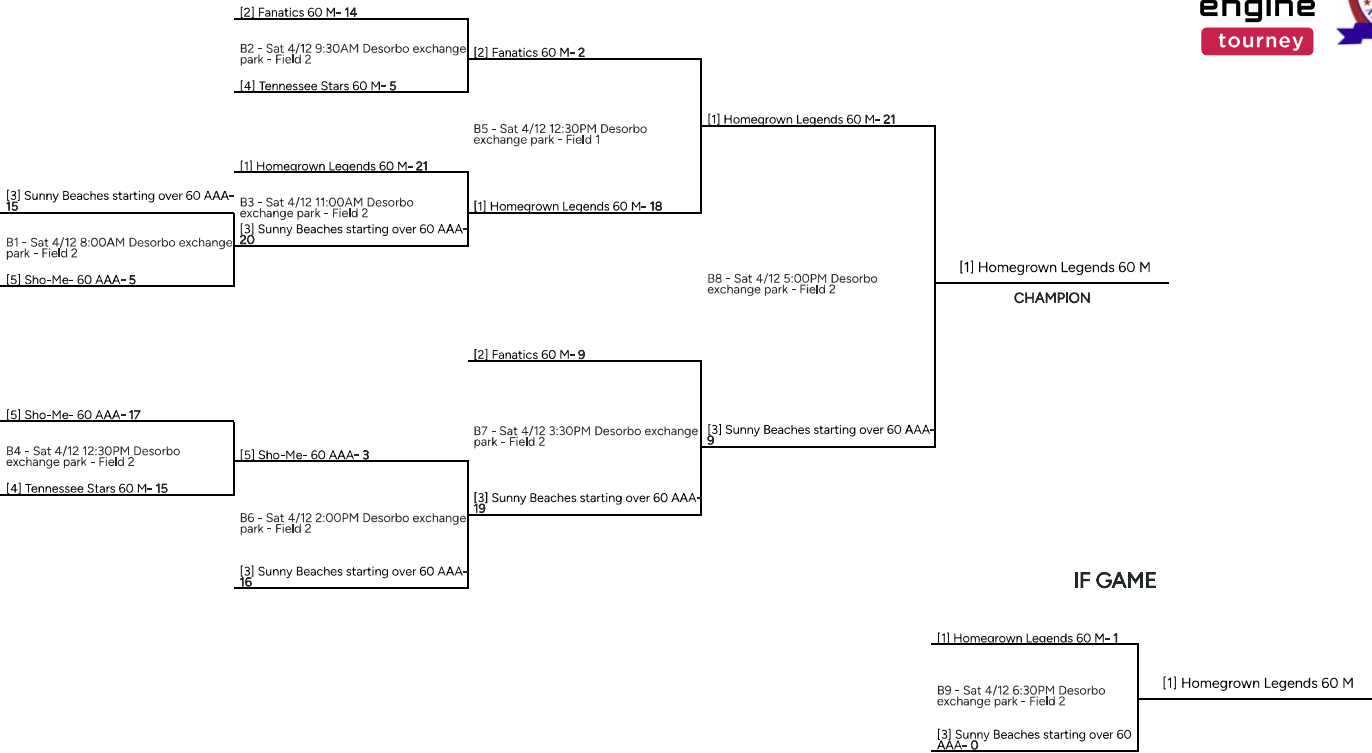 engine
tourney
[2] Fanatics 60 M- 14
B2 - Sat 4/12 9:30AM Desorbo exchange
park - Field 2
[4] Tennessee Stars 60 M- 5
[2] Fanatics 60 M- 2
B5 - Sat 4/12 12:30PM Desorbo
exchange park - Field 1
[1] Homegrown Legends 60 M- 21
[1] Homegrown Legends 60 M- 21
[3] Sunny Beaches starting over 60 AAA-
15
B3 - Sat 4/12 11:00AM Desorbo
exchange park - Field 2
[3] Sunny Beaches starting over 60 AAA-
20
[1] Homegrown Legends 60 M- 18
B1 - Sat 4/12 8:00AM Desorbo exchange
park - Field 2
[5] Sho-Me- 60 AAA- 5
B8 - Sat 4/12 5:00PM Desorbo
exchange park - Field 2
[1] Homegrown Legends 60 M
CHAMPION
[2] Fanatics 60 M- 9
[5] Sho-Me- 60 AAA- 17
B4 - Sat 4/12 12:30PM Desorbo
exchange park - Field 2
[4] Tennessee Stars 60 M- 15
[5] Sho-Me- 60 AAA- 3
B7 - Sat 4/12 3:30PM Desorbo exchange
park - Field 2
[3] Sunny Beaches starting over 60 AAA-
9
[3] Sunny Beaches starting over 60 AAA-
19
B6 - Sat 4/12 2:00PM Desorbo exchange
park - Field 2
[3] Sunny Beaches starting over 60 AAA-
16
IF GAME
[1] Homegrown Legends 60 M- 1
B9 - Sat 4/12 6:30PM Desorbo
exchange park - Field 2
[3] Sunny Beaches starting over 60
AAA- 0
[1] Homegrown Legends 60 M